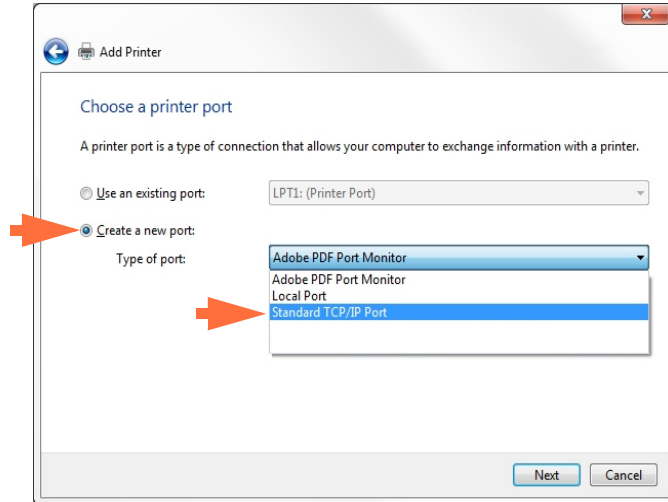 Add Printer
Choose a printer port
A printer port is a type of connection that allows your computer to exchange information with a printer.
Use an existing port: LPT1: (Printer Port)
Create a new port:
Type of port: Adobe PDF Port Monitor
Adobe PDF Port Monitor
Local Port
Standard TCP/IP Port
Next Cancel